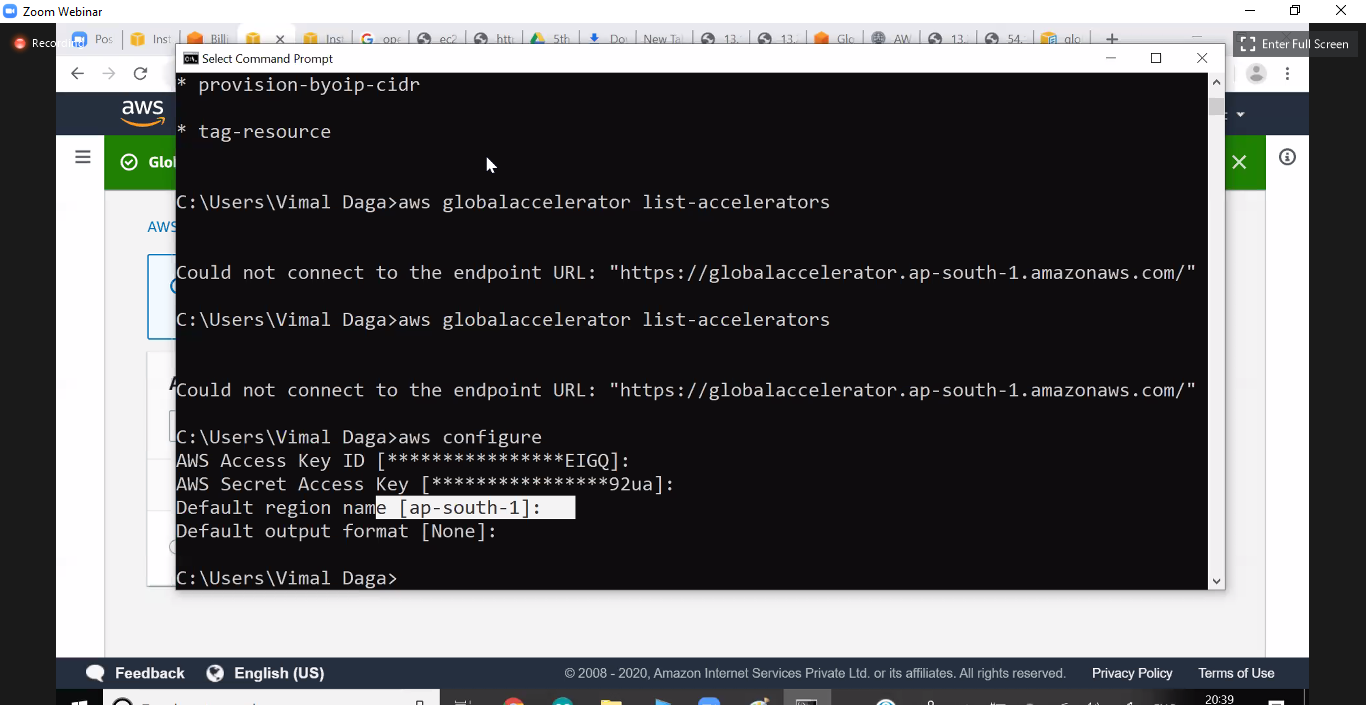 Zoom Webinar
Recording
Pos
Inst
Billi
Inst
ope
ec2
http
5th
Do
New Ta
13.
13.
Glo
AW
13.
54.
glo
Enter Full Screen
Select Command Prompt
aws
* provision-byoip-cidr
* tag-resource
Glo
C:\Users\Vimal Daga>aws globalaccelerator list-accelerators
AWS
Could not connect to the endpoint URL: "https://globalaccelerator.ap-south-1.amazonaws.com/"
C:\Users\Vimal Daga>aws globalaccelerator list-accelerators
Could not connect to the endpoint URL: "https://globalaccelerator.ap-south-1.amazonaws.com/"
C:\Users\Vimal Daga>aws configure
AWS Access Key ID [****************EIGQ]:
AWS Secret Access Key [****************92ua]:
Default region name [ap-south-1]:
Default output format [None]:
C:\Users\Vimal Daga>
Feedback
English (US)
© 2008 - 2020, Amazon Internet Services Private Ltd. or its affiliates. All rights reserved.
Privacy Policy
Terms of Use
20:39